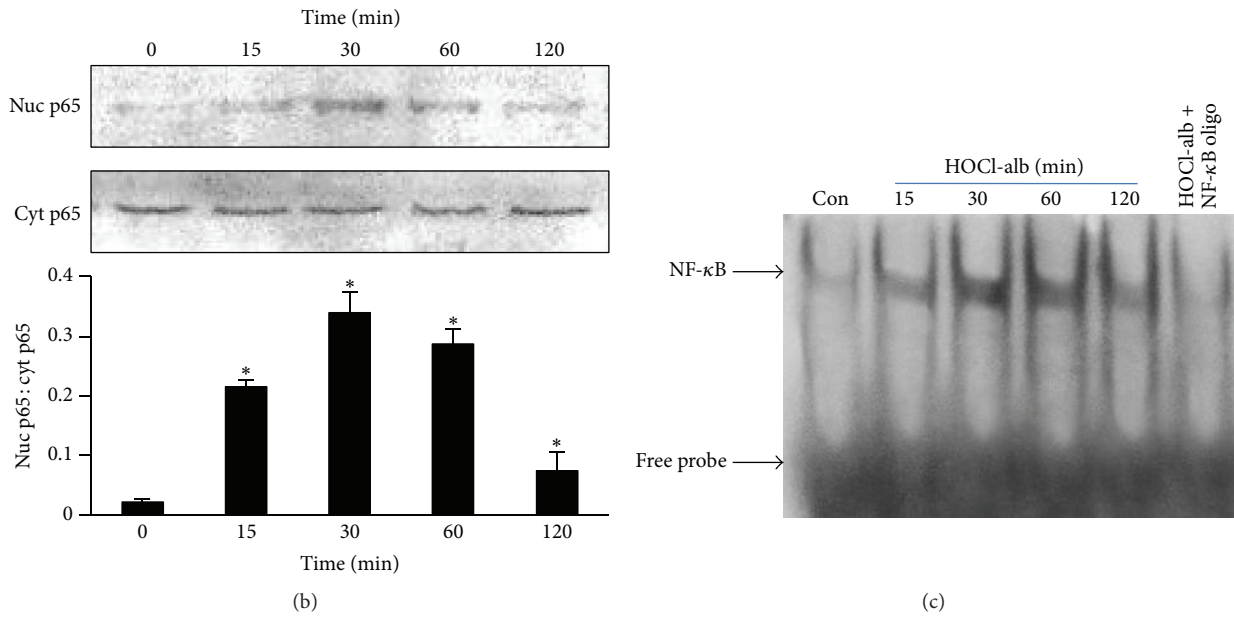 Time (min)
0 15 30 60 120
Nuc p65
Cyt p65
0.4
0.3
0.2
0.1
0
Nuc p65 : cyt p65
* * * *
0 15 30 60 120
Time (min)
(b)
HOCl-alb (min)
Con 15 30 60 120
HOCl-alb +
NF-κB oligo
NF-κB
Free probe
(c)